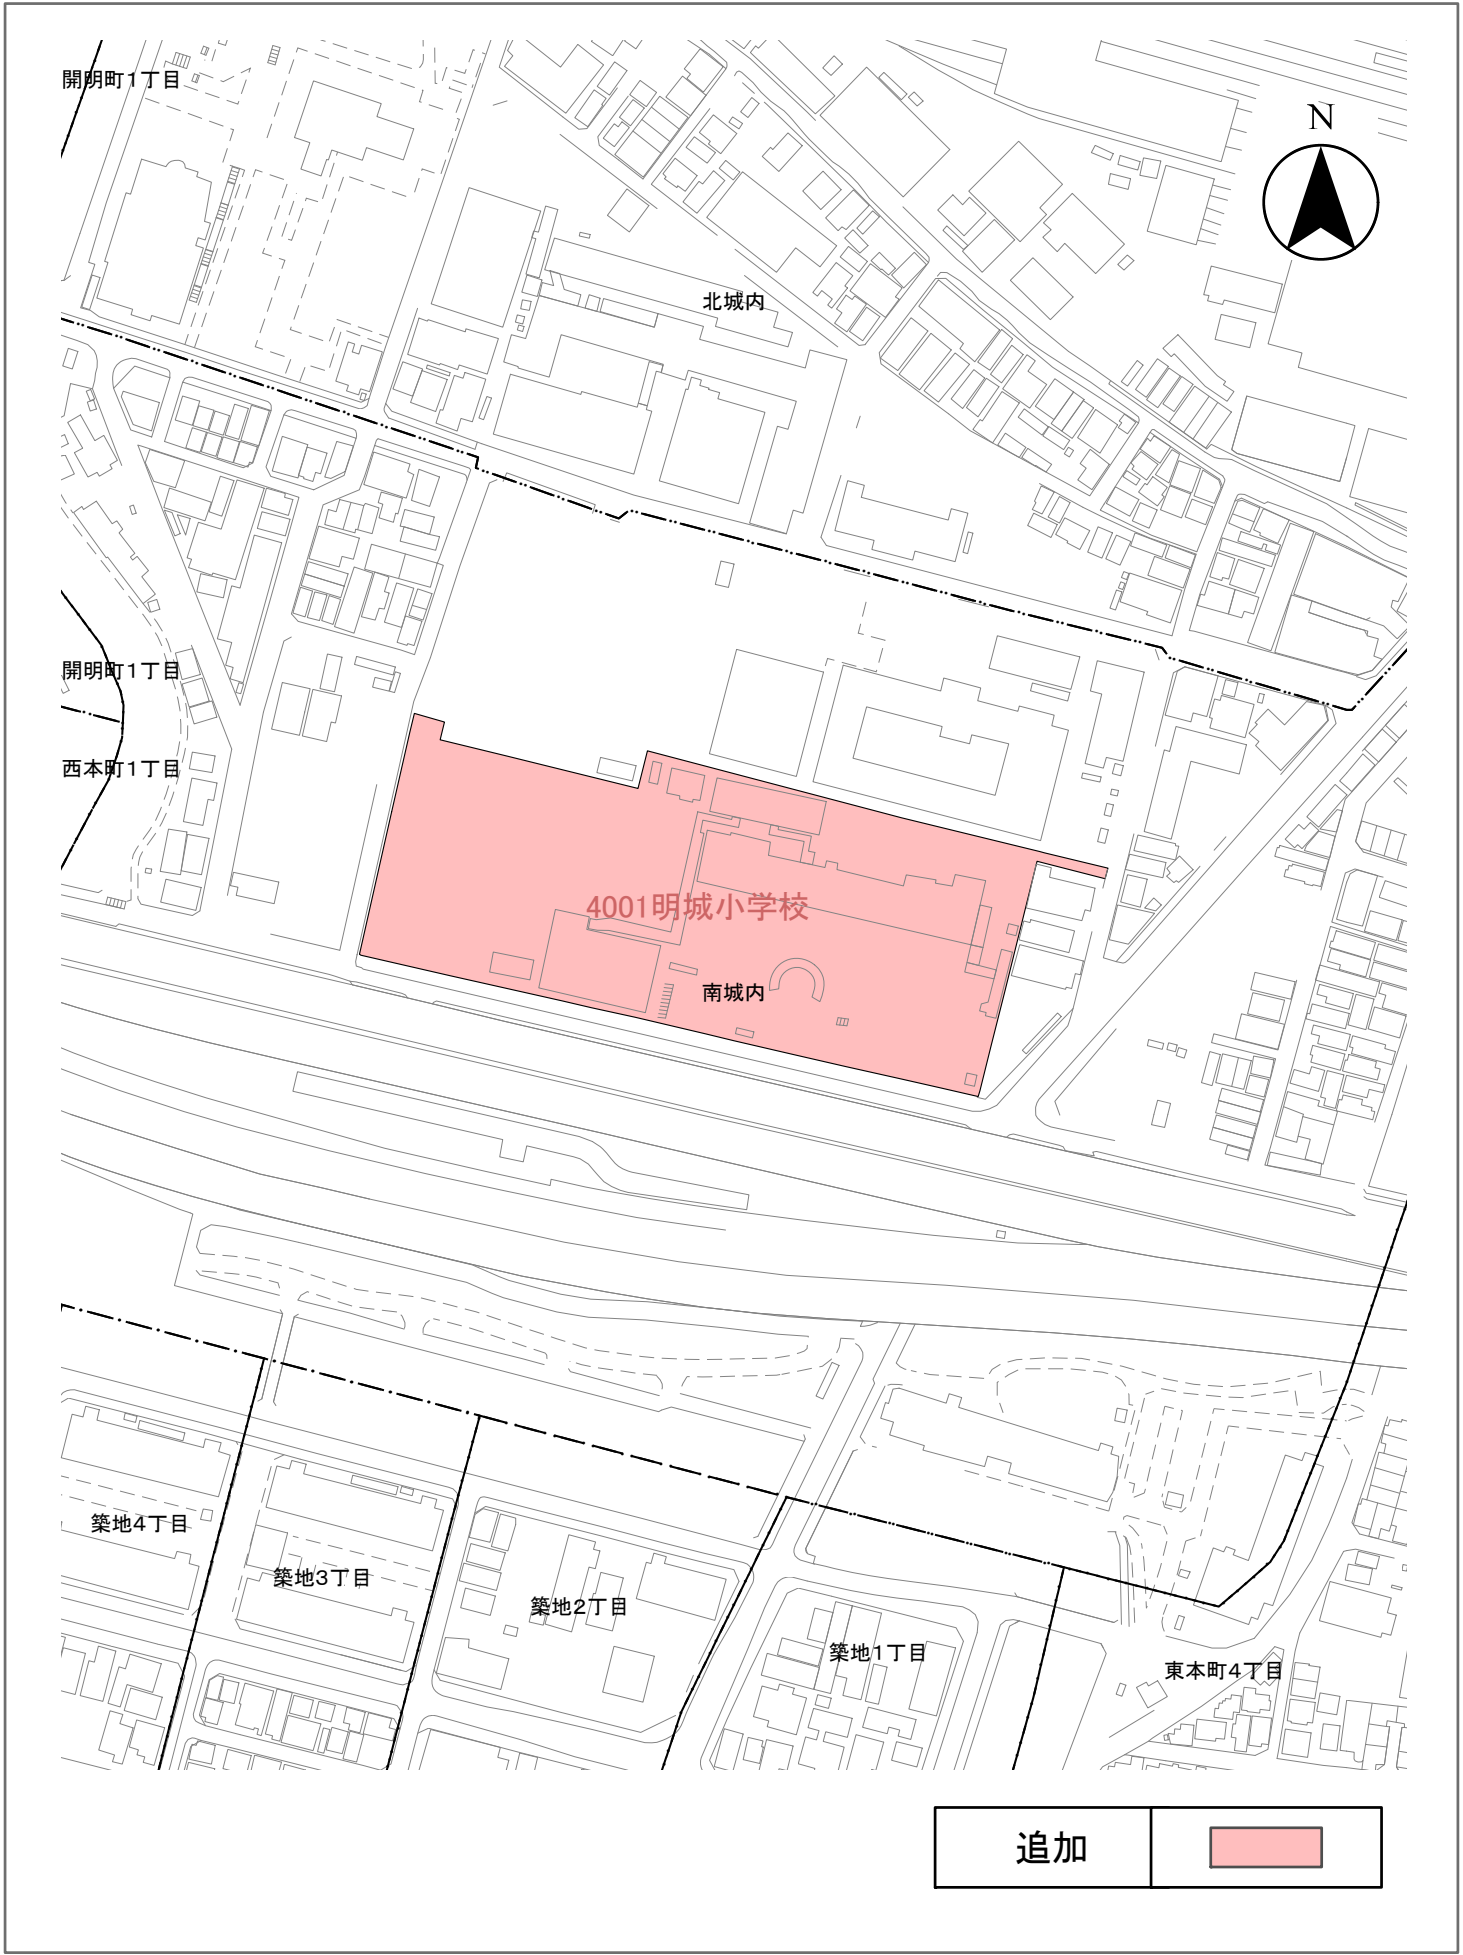 開明町1丁目
N
北城内
開明町1丁目
西本町1丁目
4001明城小学校
南城内
築地4丁目
築地3丁目
築地2丁目
築地1丁目
東本町4丁目
追加